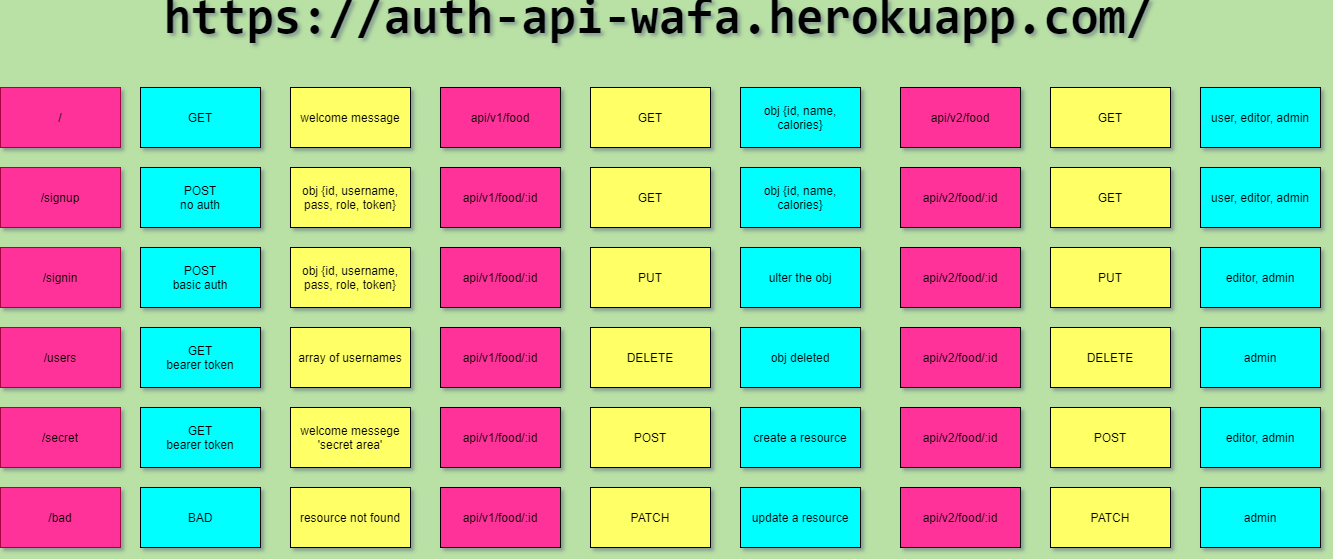 https://auth-api-wafa.herokuapp.com/
/
GET
welcome message
api/v1/food
GET
obj {id, name,
calories}
api/v2/food
GET
user, editor, admin
/signup
POST
no auth
obj {id, username,
pass, role, token}
api/v1/food/:id
GET
obj {id, name,
calories}
api/v2/food/:id
GET
user, editor, admin
/signin
POST
basic auth
obj {id, username,
pass, role, token}
api/v1/food/:id
PUT
ulter the obj
api/v2/food/:id
PUT
editor, admin
/users
GET
bearer token
array of usernames
api/v1/food/:id
DELETE
obj deleted
api/v2/food/:id
DELETE
admin
/secret
GET
bearer token
welcome messege
'secret area'
api/v1/food/:id
POST
create a resource
api/v2/food/:id
POST
editor, admin
/bad
BAD
resource not found
api/v1/food/:id
PATCH
update a resource
api/v2/food/:id
PATCH
admin